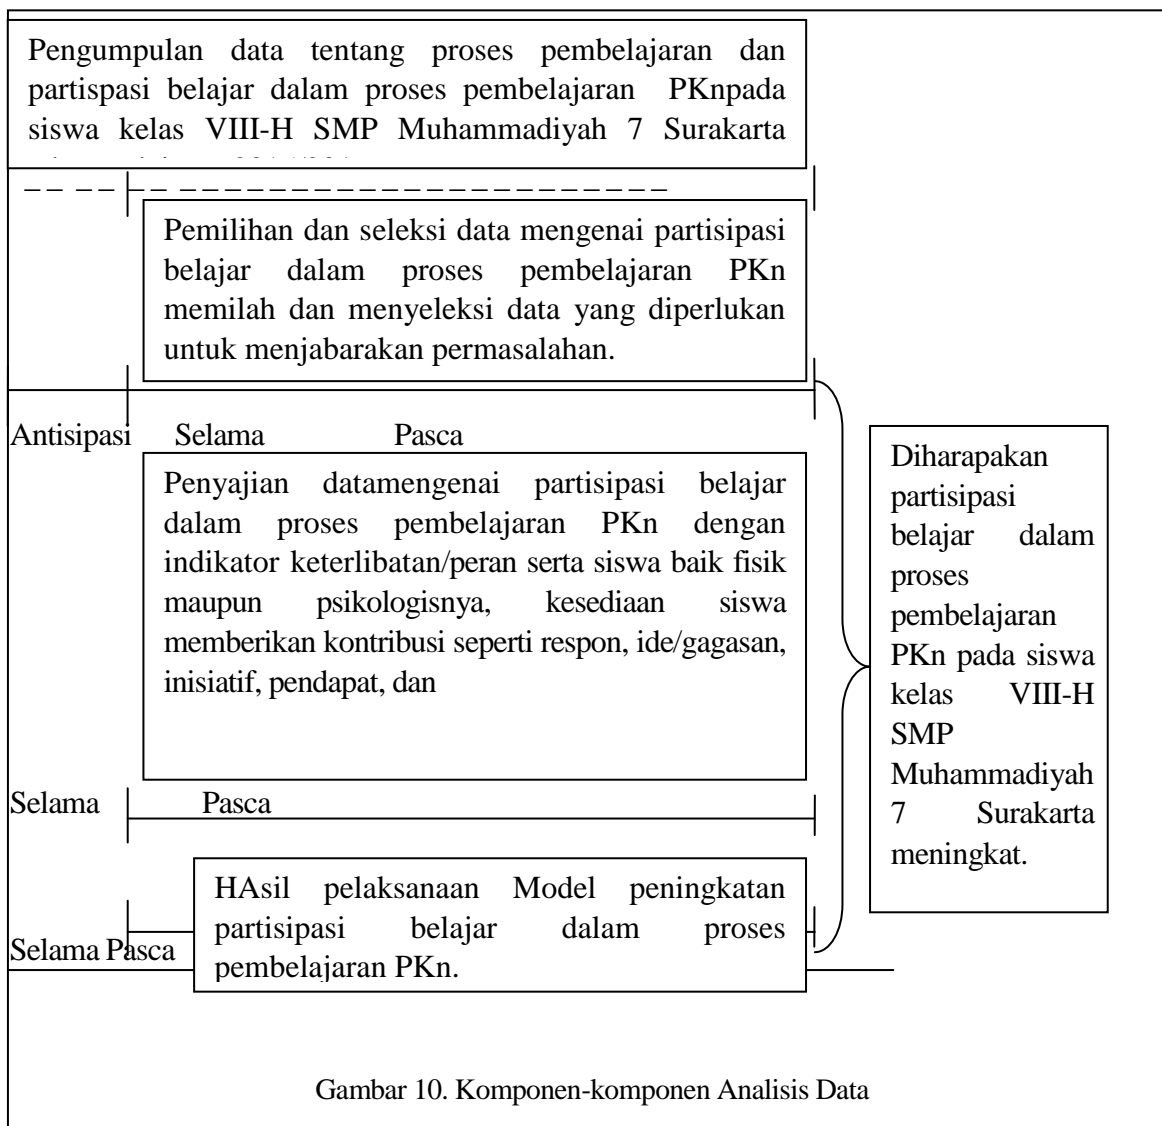 Pengumpulan data tentang proses pembelajaran dan
partispasi belajar dalam proses pembelajaran PKnpada
siswa kelas VIII-H SMP Muhammadiyah 7 Surakarta
Pemilihan dan seleksi data mengenai partisipasi
belajar dalam proses pembelajaran PKn
memilah dan menyeleksi data yang diperlukan
untuk menjabarakan permasalahan.
Antisipasi Selama Pasca
Penyajian datamengenai partisipasi belajar
dalam proses pembelajaran PKn dengan
indikator keterlibatan/peran serta siswa baik fisik
maupun psikologisnya, kesediaan siswa
memberikan kontribusi seperti respon, ide/gagasan,
inisiatif, pendapat, dan
Selama Pasca
HAsil pelaksanaan Model peningkatan
partisipasi belajar dalam proses
pembelajaran PKn.
Selama Pasca
Diharapakan
partisipasi
belajar dalam
proses
pembelajaran
PKn pada siswa
kelas VIII-H
SMP
Muhammadiyah
7 Surakarta
meningkat.
Gambar 10. Komponen-komponen Analisis Data